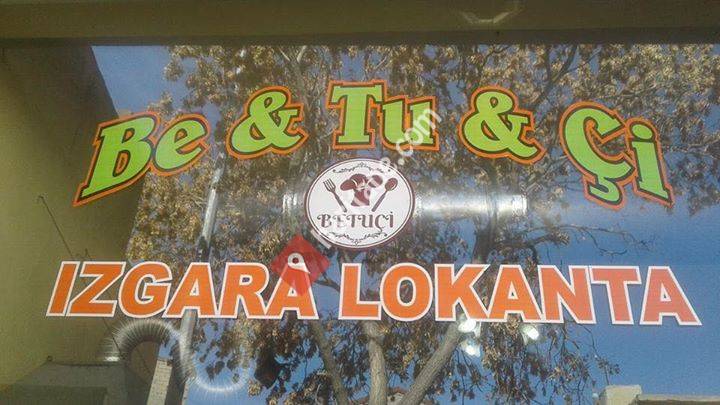 Be & Tu & Çi
BETUÇİ
IZGARA LOKANTA